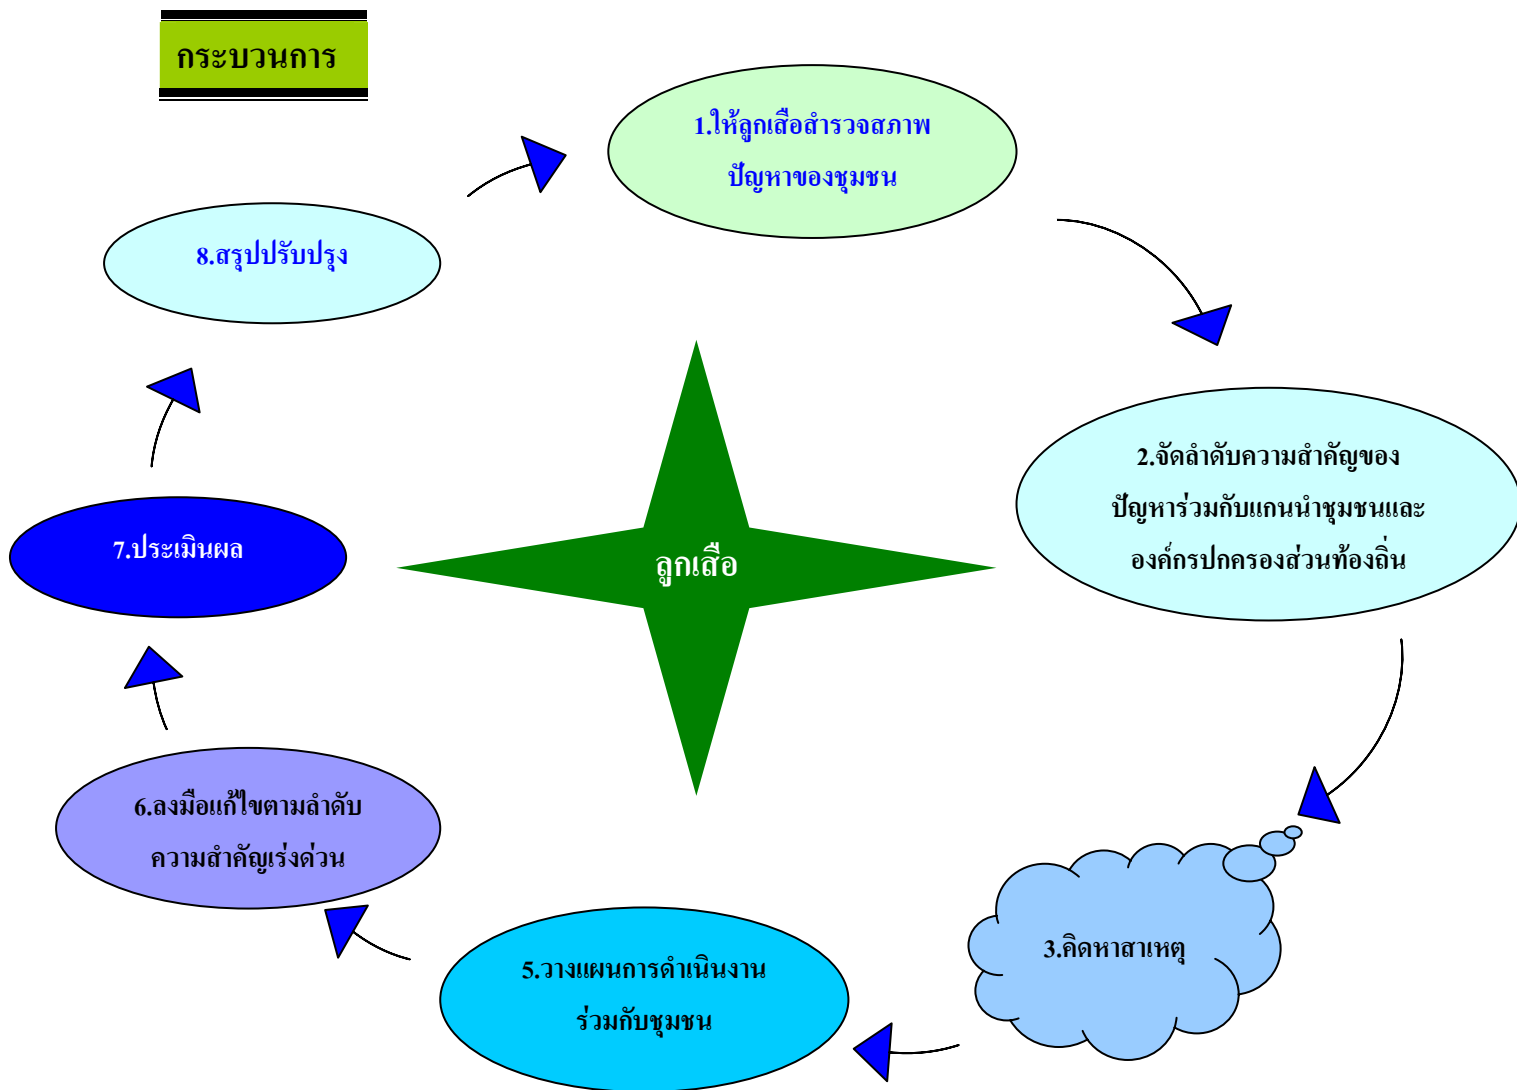 กระบวนการ
1.ให้ลูกเสือสำรวจสภาพ
ปัญหาของชุมชน
2.จัดลำดับความสำคัญของ
ปัญหาร่วมกับแกนนำชุมชนและ
องค์กรปกครองส่วนท้องถิ่น
3.คิดหาสาเหตุ
5.วางแผนการดำเนินงาน
ร่วมกับชุมชน
6.ลงมือแก้ไขตามลำดับ
ความสำคัญเร่งด่วน
7.ประเมินผล
8.สรุปปรับปรุง
ลูกเสือ